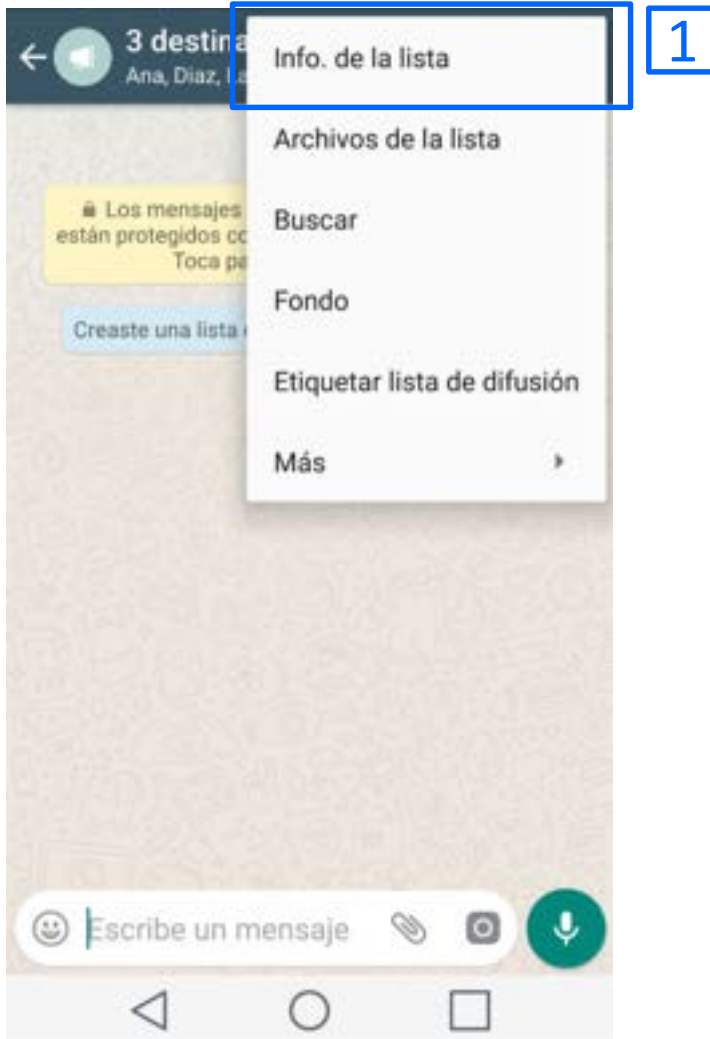 3 destina
Info. de la lista
1
Ana, Diaz,
Archivos de la lista
Los mensajes
están protegidos co
Toca pa
Buscar
Creaste una lista
Fondo
Etiquetar lista de difusión
Más
Escribe un mensaje